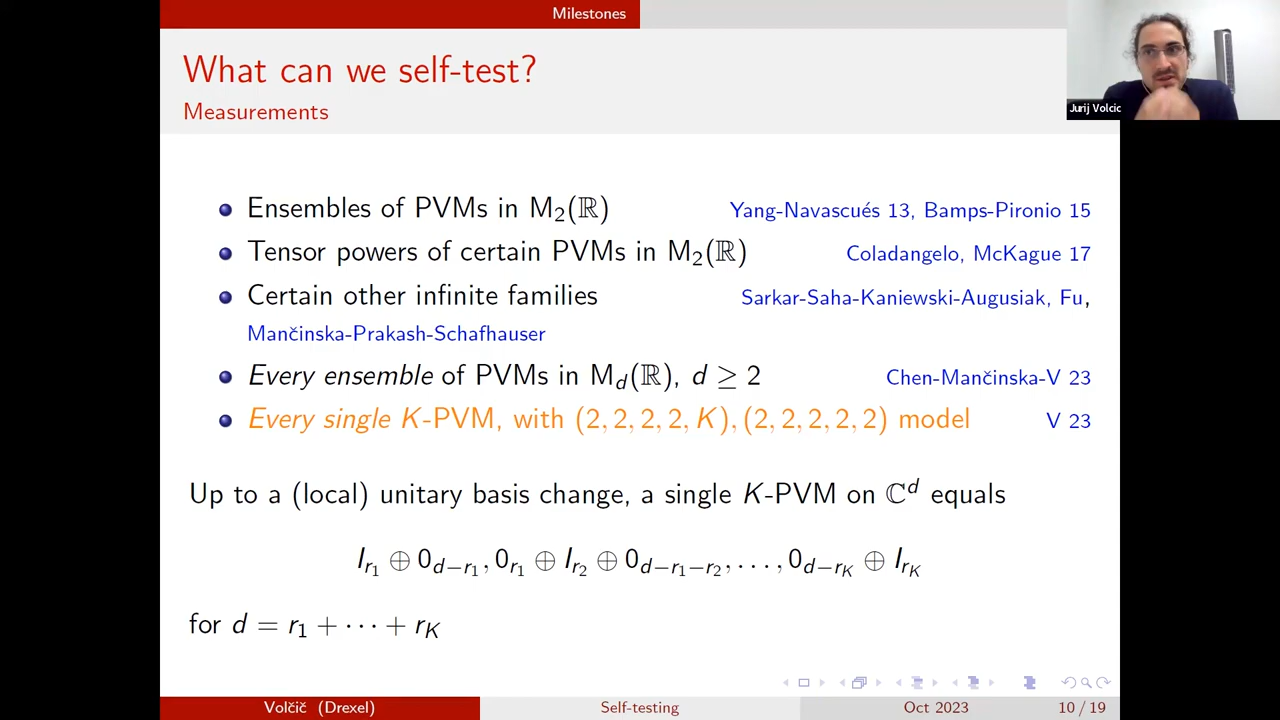 Milestones
What can we self-test?
Measurements
Jurij Volcic
Ensembles of PVMs in M₂(ℝ) Yang-Navascués 13, Bamps-Pironio 15
Tensor powers of certain PVMs in M₂(ℝ) Coladangelo, McKague 17
Certain other infinite families Sarkar-Saha-Kaniewski-Augusiak, Fu,
Mančinska-Prakash-Schafhauser
Every ensemble of PVMs in M_d(ℝ), d ≥ 2 Chen-Mančinska-V 23
Every single K-PVM, with (2, 2, 2, 2, K), (2, 2, 2, 2, 2) model V 23
Up to a (local) unitary basis change, a single K-PVM on ℂ^d equals
I_{r₁} ⊕ 0_{d−r₁}, 0_{r₁} ⊕ I_{r₂} ⊕ 0_{d−r₁−r₂}, . . . , 0_{d−r_K} ⊕ I_{r_K}
for d = r₁ + · · · + r_K
Volčič (Drexel) Self-testing Oct 2023 10 / 19